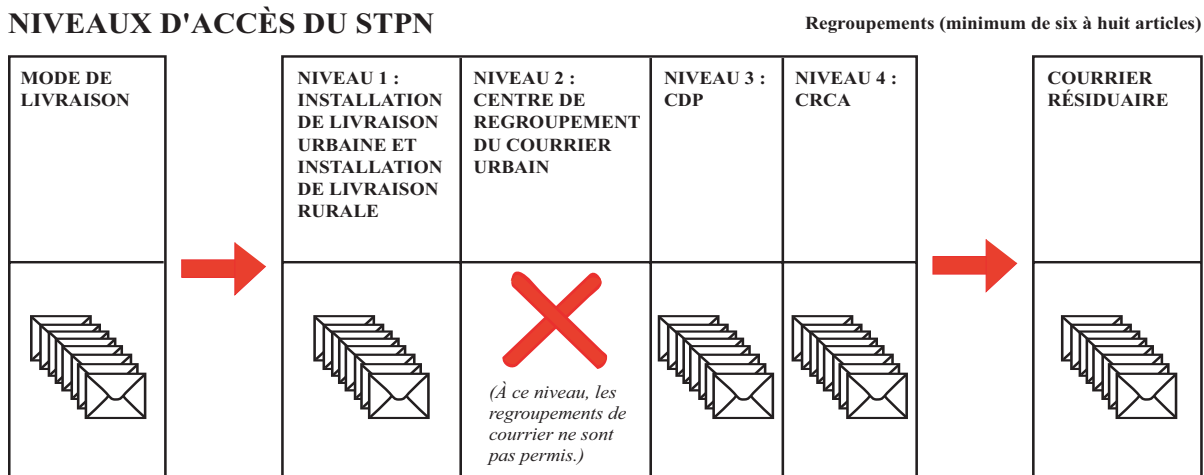 NIVEAUX D'ACCÈS DU STPN
Regroupements (minimum de six à huit articles)
MODE DE
LIVRAISON
NIVEAU 1 :
INSTALLATION
DE LIVRAISON
URBAINE ET
INSTALLATION
DE LIVRAISON
RURALE
NIVEAU 2 :
CENTRE DE
REGROUPEMENT
DU COURRIER
URBAIN
NIVEAU 3 :
CDP
NIVEAU 4 :
CRCA
COURRIER
RÉSIDUAIRE
(À ce niveau, les
regroupements de
courrier ne sont
pas permis.)